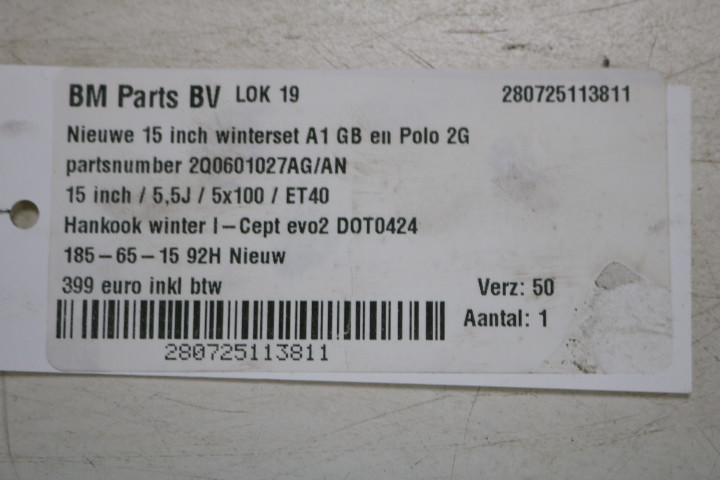 BM Parts BV LOK 19 280725113811
Nieuwe 15 inch winterset A1 GB en Polo 2G
partsnumber 2Q0601027AG/AN
15 inch / 5,5J / 5x100 / ET40
Hankook winter I-Cept evo2 DOT0424
185-65-15 92H Nieuw
399 euro inkl btw Verz: 50
Aantal: 1
280725113811